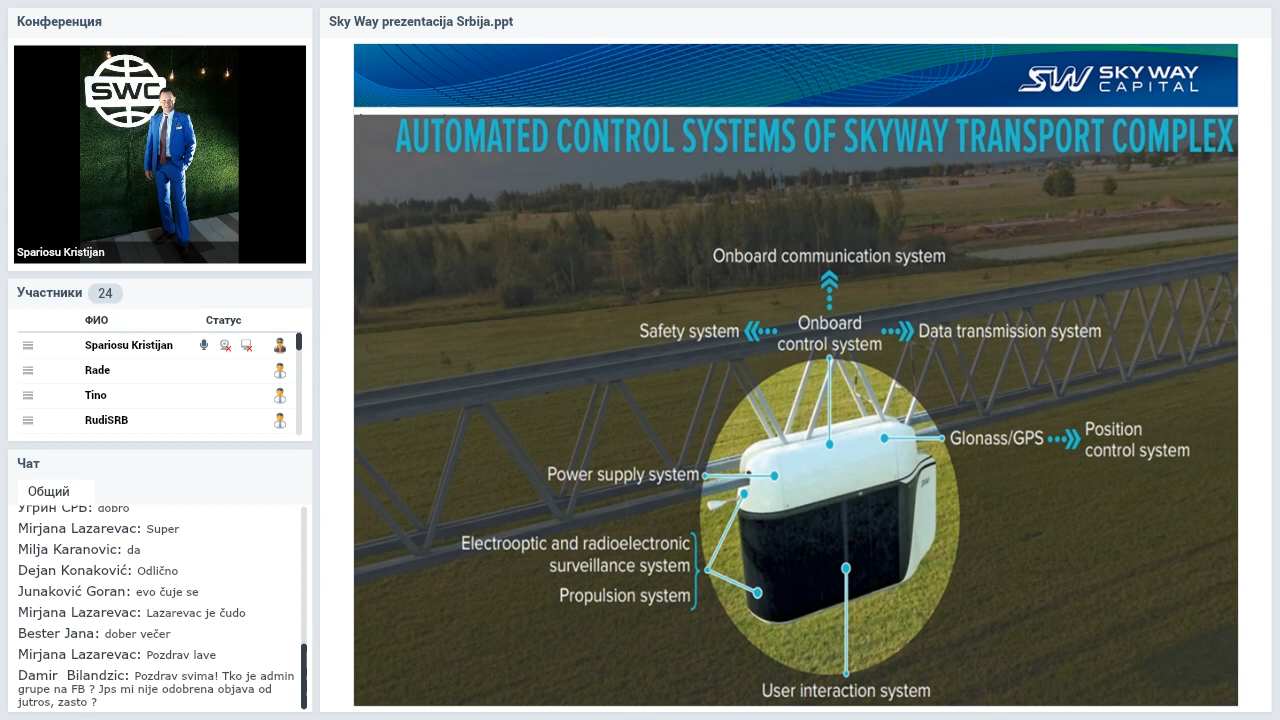 Конференция
SWC
Spariosu Kristijan
Участники 24
ФИО Статус
Spariosu Kristijan
Rade
Tino
RudiSRB
Чат
Общий
Угрин СРБ: dobro
Mirjana Lazarevac: Super
Milja Karanovic: da
Dejan Konaković: Odlično
Junaković Goran: evo čuje se
Mirjana Lazarevac: Lazarevac je čudo
Bester Jana: dober večer
Mirjana Lazarevac: Pozdrav lave
Damir Bilandzic: Pozdrav svima! Tko je admin
grupe na FB ? Jps mi nije odobrena objava od
jutros, zasto ?
Sky Way prezentacija Srbija.ppt
SW SKY WAY
CAPITAL
AUTOMATED CONTROL SYSTEMS OF SKYWAY TRANSPORT COMPLEX
Onboard communication system
Safety system
Onboard
control system
Data transmission system
Glonass/GPS
Position
control system
Power supply system
Electrooptic and radioelectronic
surveillance system
Propulsion system
User interaction system